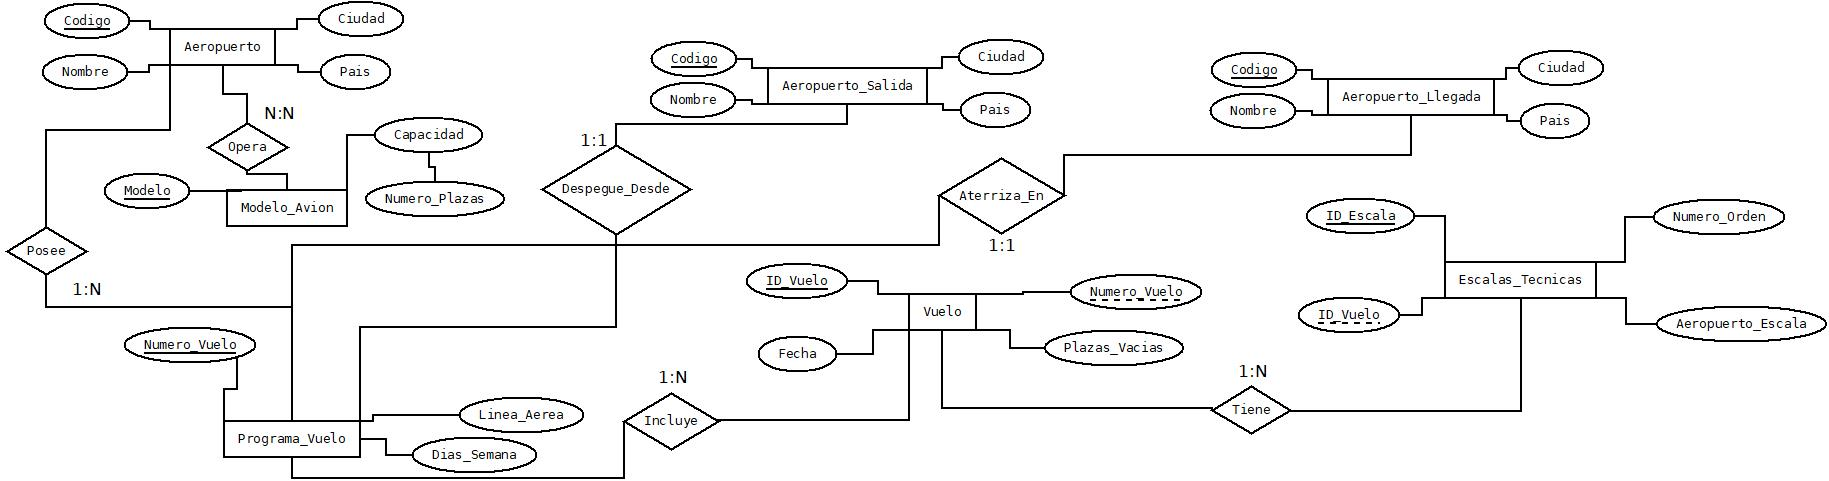 Codigo
Ciudad
Aeropuerto
Nombre
Pais
N:N
Opera
Capacidad
Modelo
Numero_Plazas
Modelo_Avion
Posee
1:N
Codigo
Ciudad
Aeropuerto_Salida
Nombre
Pais
1:1
Despegue_Desde
Codigo
Ciudad
Aeropuerto_Llegada
Nombre
Pais
Aterriza_En
1:1
ID_Escala
Numero_Orden
Escalas_Tecnicas
ID_Vuelo
Aeropuerto_Escala
ID_Vuelo
Numero_Vuelo
Vuelo
Fecha
Plazas_Vacias
Numero_Vuelo
Linea_Aerea
Programa_Vuelo
Dias_Semana
1:N
Incluye
1:N
Tiene